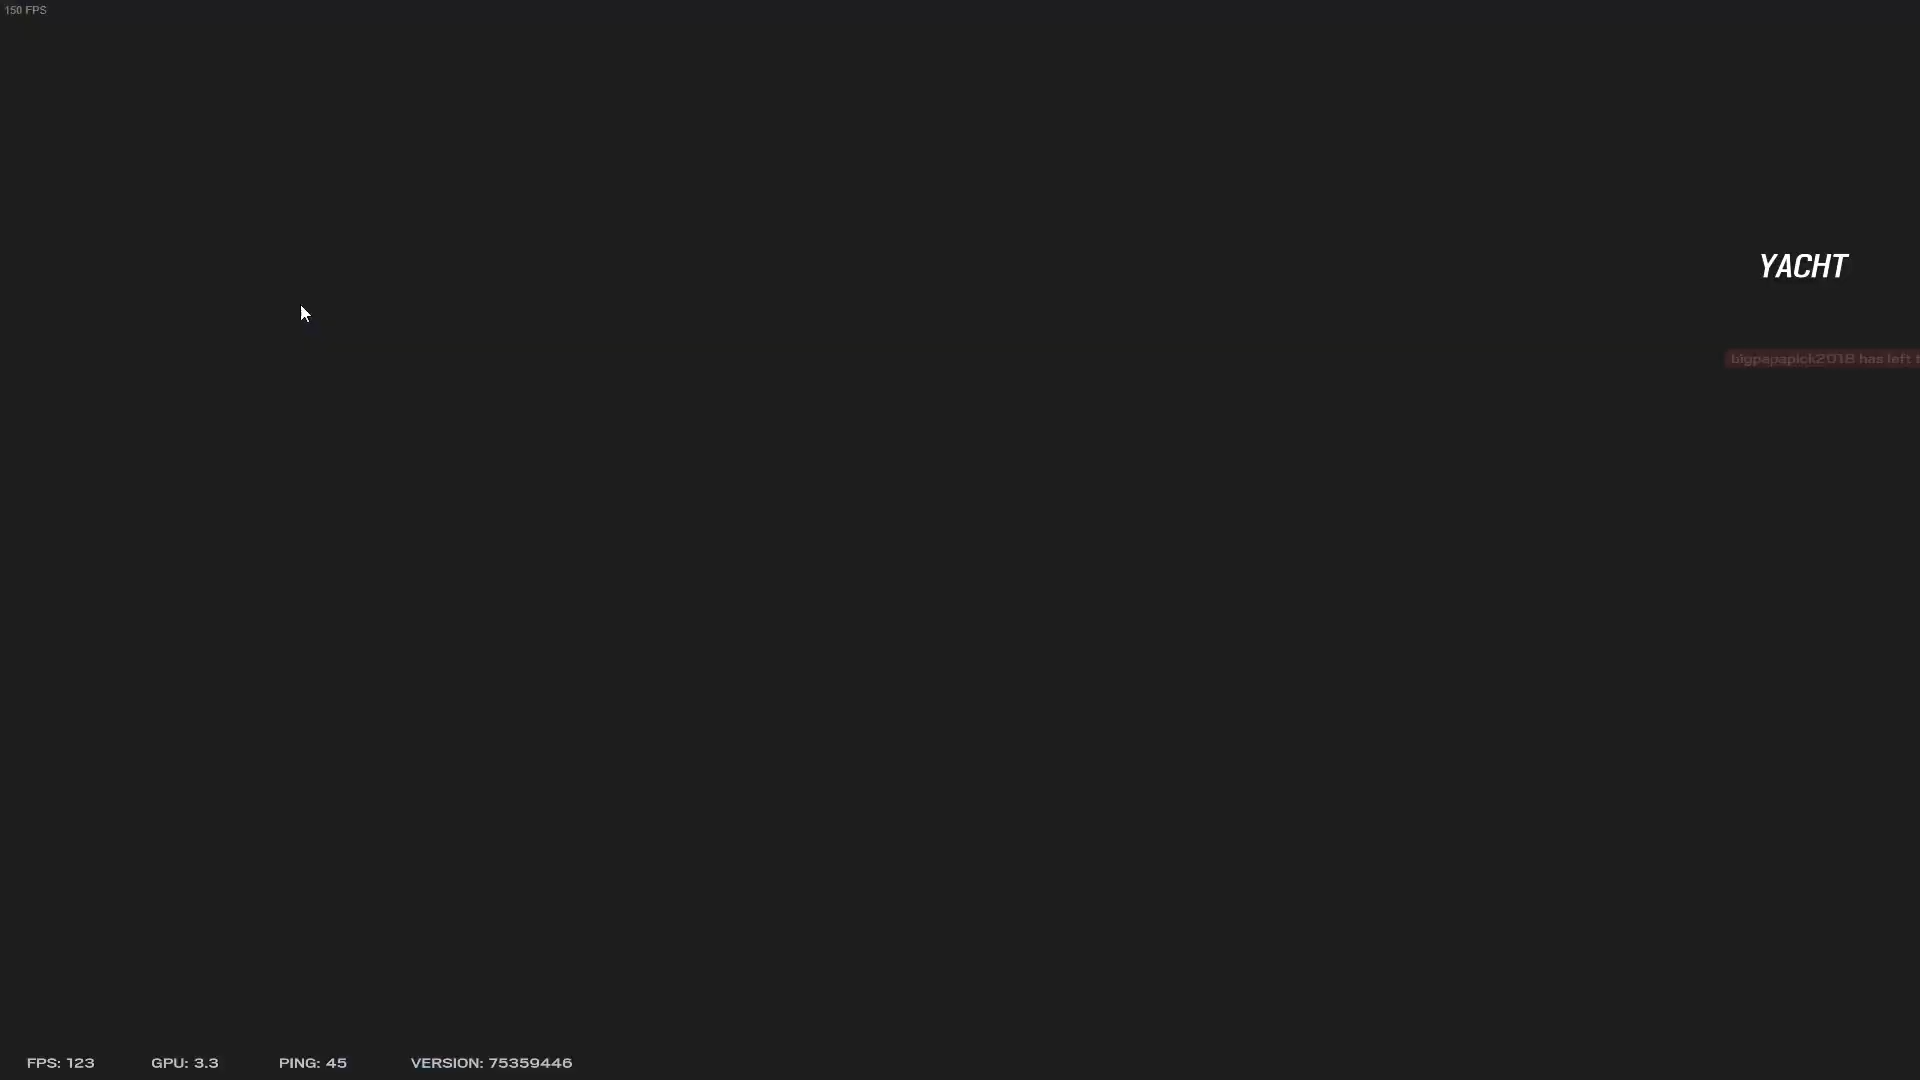 150 FPS
YACHT
bigpapapick2018 has left
FPS: 123 GPU: 3.3 PING: 45 VERSION: 75359446